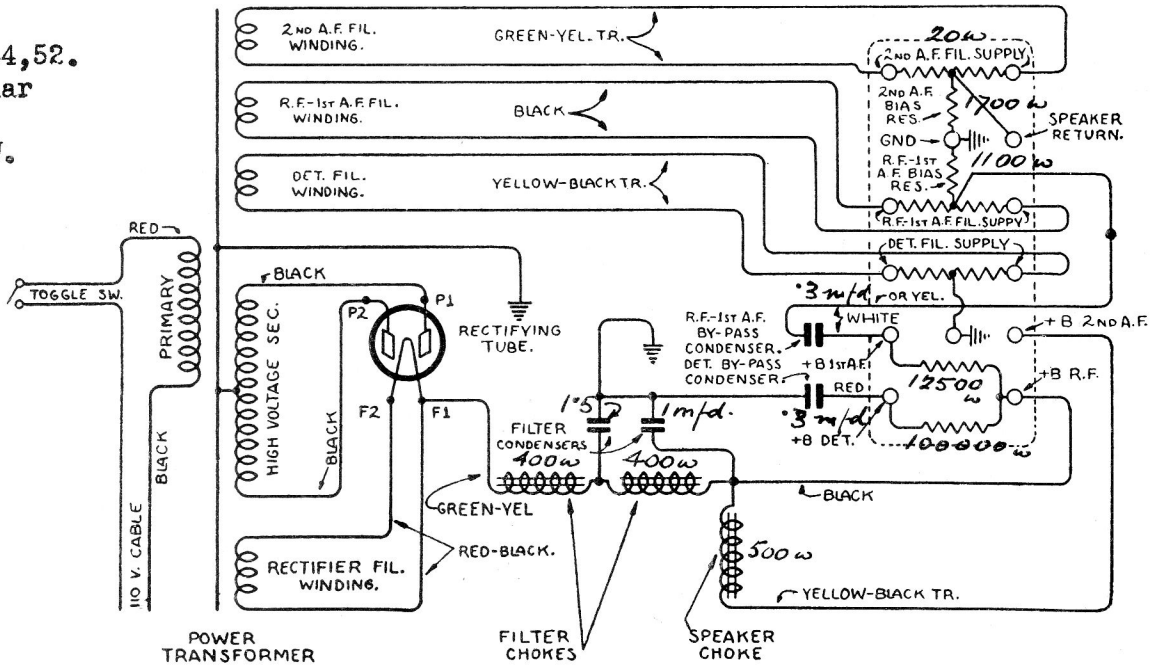 4,52.
ar
.
2ND A.F. FIL.
WINDING.
GREEN-YEL. TR.
20ω
2ND A.F. FIL. SUPPLY
R.F.-1ST A.F. FIL.
WINDING.
BLACK
2ND A.F.
BIAS
RES.
1700 ω
SPEAKER
RETURN.
GND
DET. FIL.
WINDING.
YELLOW-BLACK TR.
R.F.-1ST
A.F. BIAS
RES.
1100 ω
R.F.-1ST A.F. FIL. SUPPY
RED
DET. FIL. SUPPLY
TOGGLE SW.
PRIMARY
BLACK
HIGH VOLTAGE SEC.
BLACK
P2
P1
RECTIFYING
TUBE.
F2
F1
BLACK
110 V. CABLE
R.F.-1ST A.F.
BY-PASS
CONDENSER.
.3 m/d
OR YEL.
WHITE
+B 2ND A.F.
DET. BY-PASS
CONDENSER.
+B 1ST A.F.
RED
12500
ω
+B R.F.
.3 m/d
+B DET.
100000 ω
1.5
1 m/d.
FILTER
CONDENSERS
400ω
400ω
GREEN-YEL
BLACK
RED-BLACK.
500 ω
RECTIFIER FIL.
WINDING.
YELLOW-BLACK TR.
POWER
TRANSFORMER
FILTER
CHOKES
SPEAKER
CHOKE